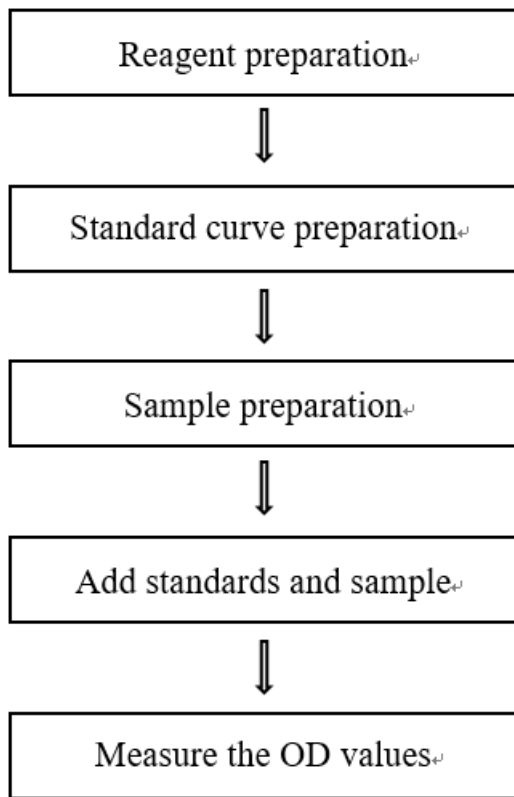 Reagent preparation
Standard curve preparation
Sample preparation
Add standards and sample
Measure the OD values